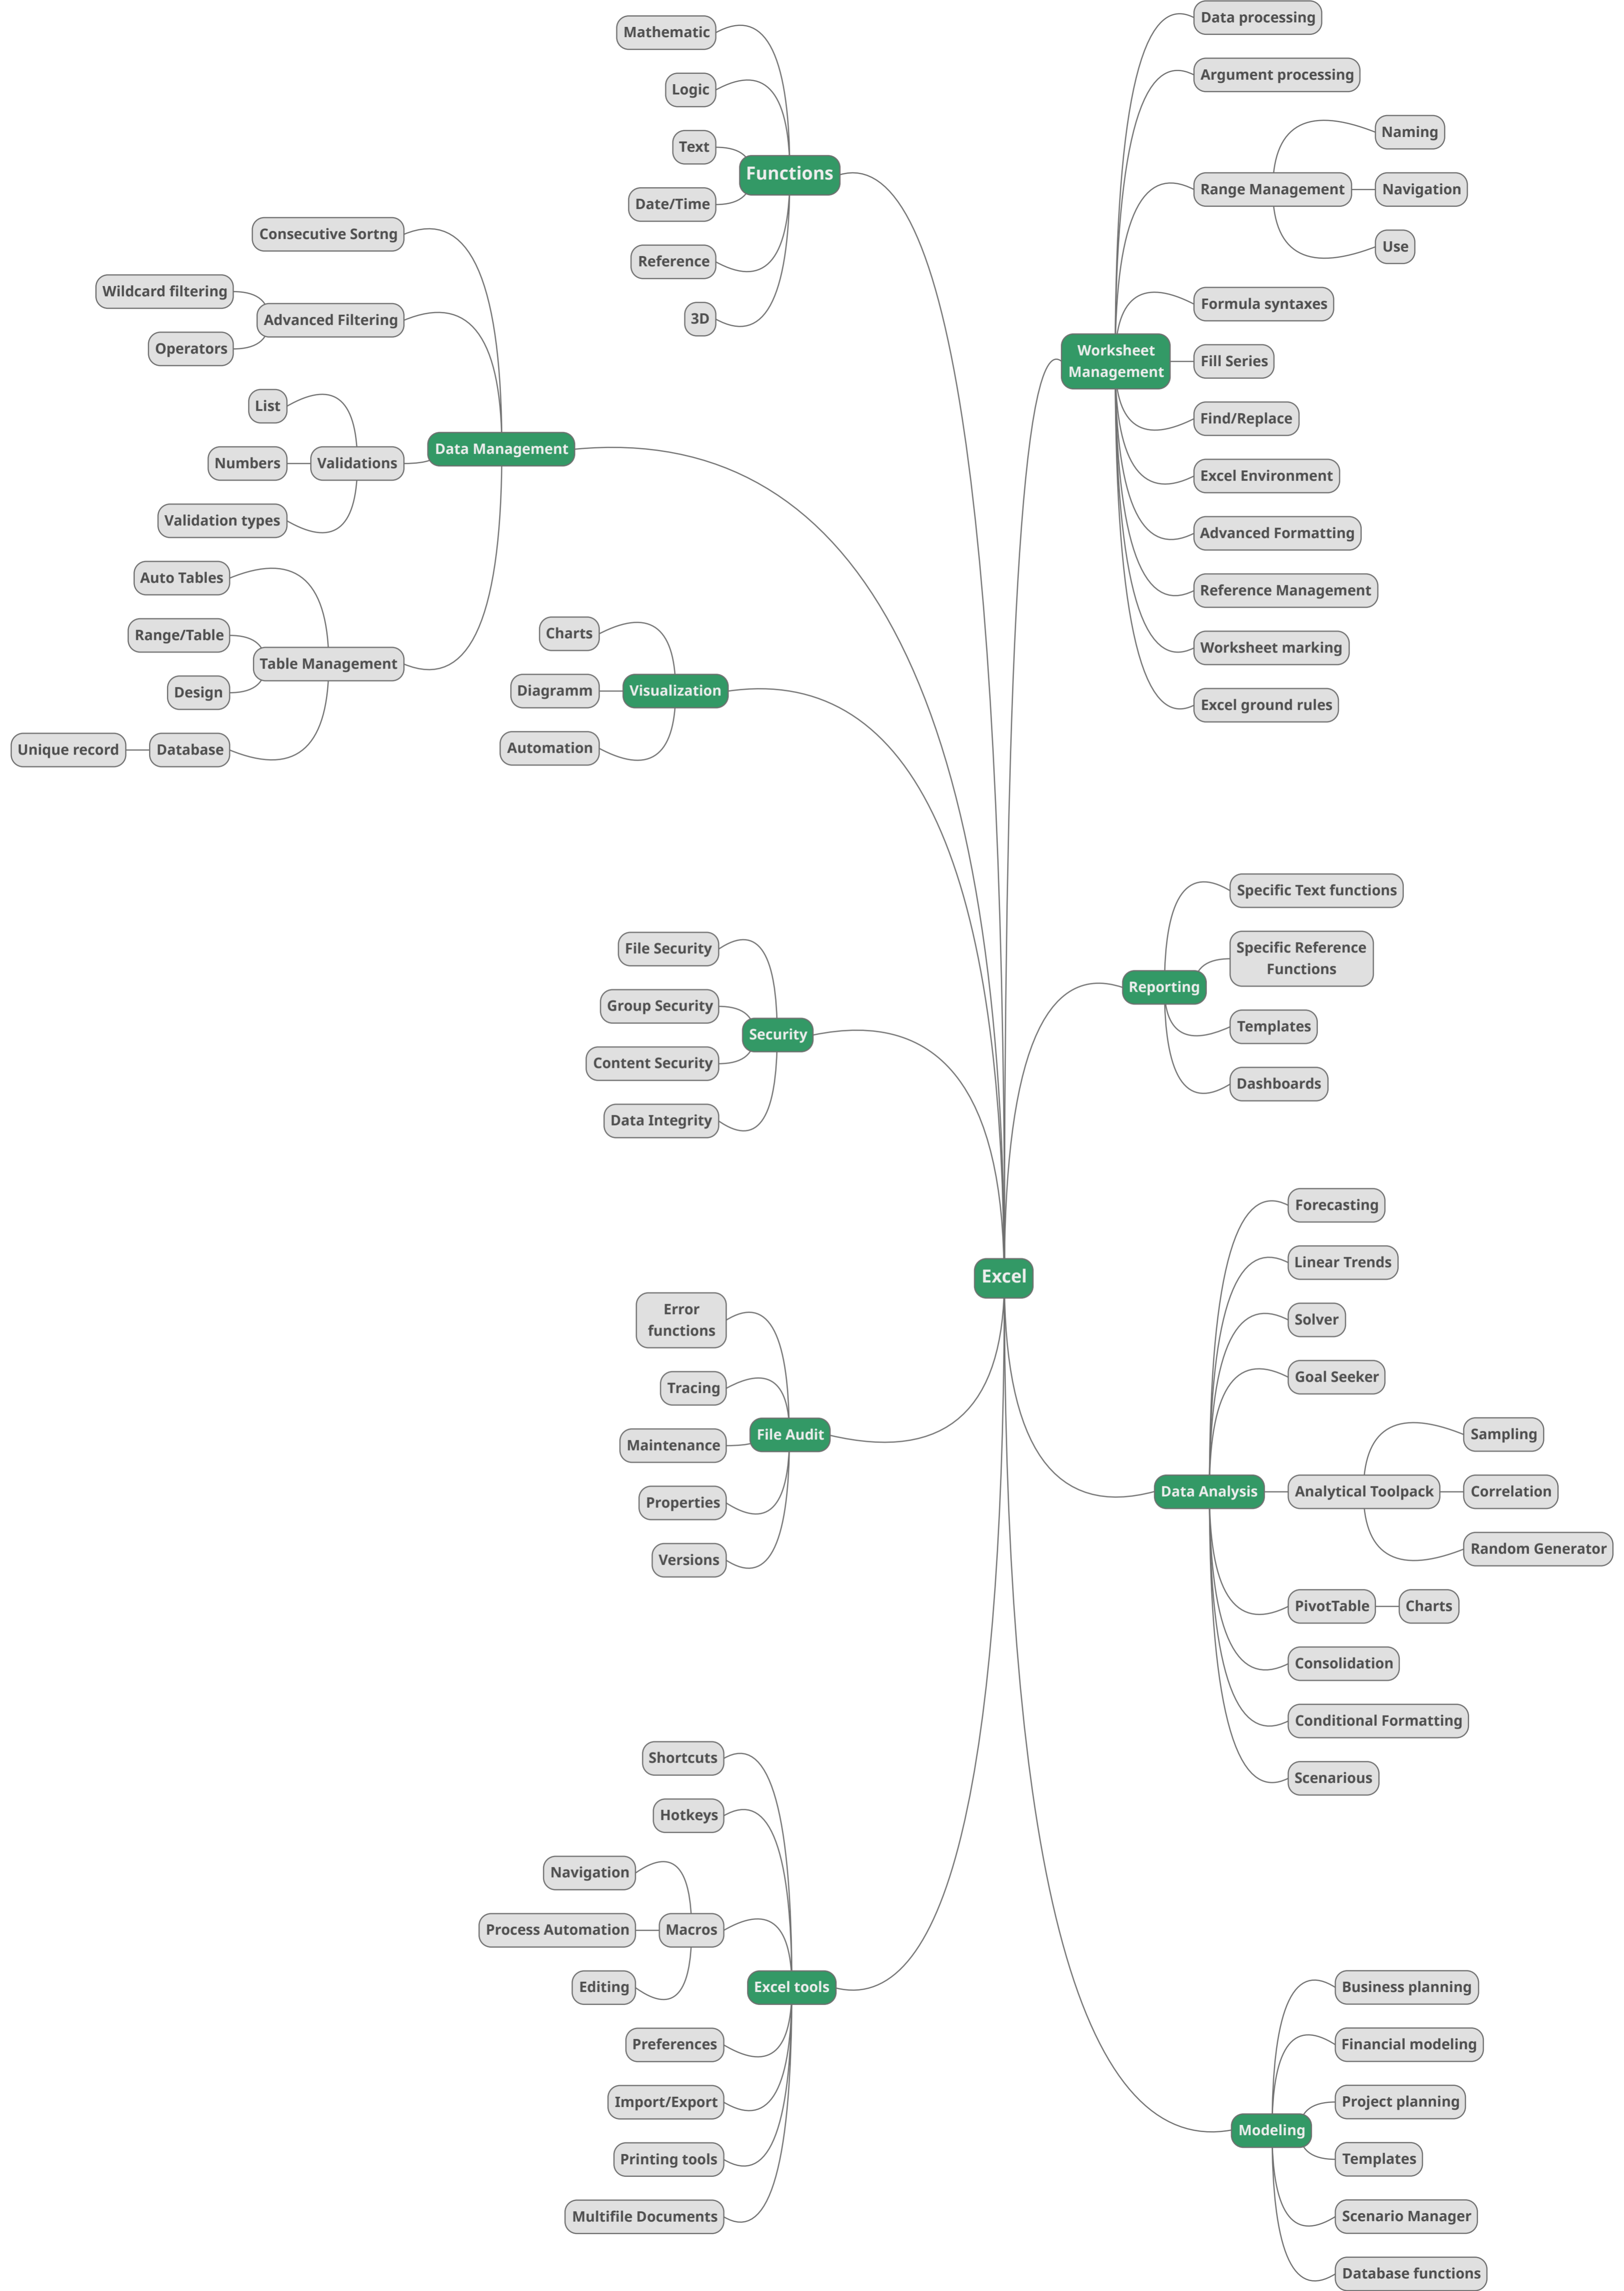 Mathematic
Logic
Text
Functions
Date/Time
Reference
3D
Consecutive Sortng
Wildcard filtering
Advanced Filtering
Operators
List
Data Management
Numbers
Validations
Validation types
Auto Tables
Range/Table
Table Management
Design
Unique record
Database
Charts
Diagramm
Visualization
Automation
File Security
Group Security
Security
Content Security
Data Integrity
Excel
Error
functions
Tracing
File Audit
Maintenance
Properties
Versions
Shortcuts
Hotkeys
Navigation
Process Automation
Macros
Editing
Excel tools
Preferences
Import/Export
Printing tools
Multifile Documents
Data processing
Argument processing
Naming
Range Management
Navigation
Use
Formula syntaxes
Worksheet
Management
Fill Series
Find/Replace
Excel Environment
Advanced Formatting
Reference Management
Worksheet marking
Excel ground rules
Specific Text functions
Specific Reference
Functions
Reporting
Templates
Dashboards
Forecasting
Linear Trends
Solver
Goal Seeker
Sampling
Data Analysis
Analytical Toolpack
Correlation
Random Generator
PivotTable
Charts
Consolidation
Conditional Formatting
Scenarious
Business planning
Financial modeling
Project planning
Modeling
Templates
Scenario Manager
Database functions